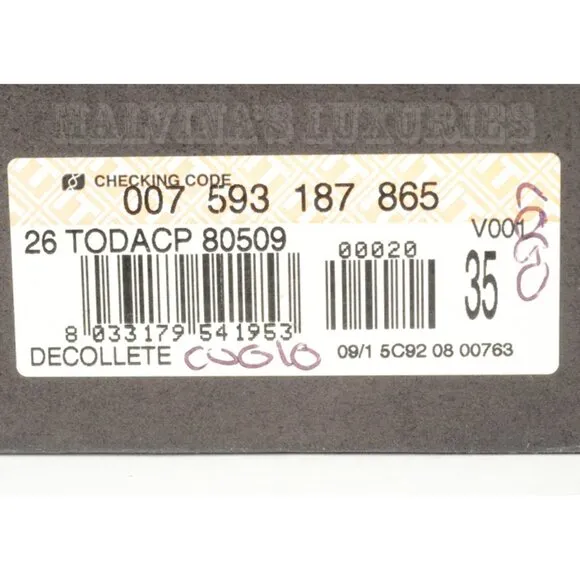 MALVINA'S LUXURIES
CHECKING CODE
007 593 187 865
26 TODACP 80509
00020
V001
35
8 033179 541953
DECOLLETE
09/1 5C92 08 00763